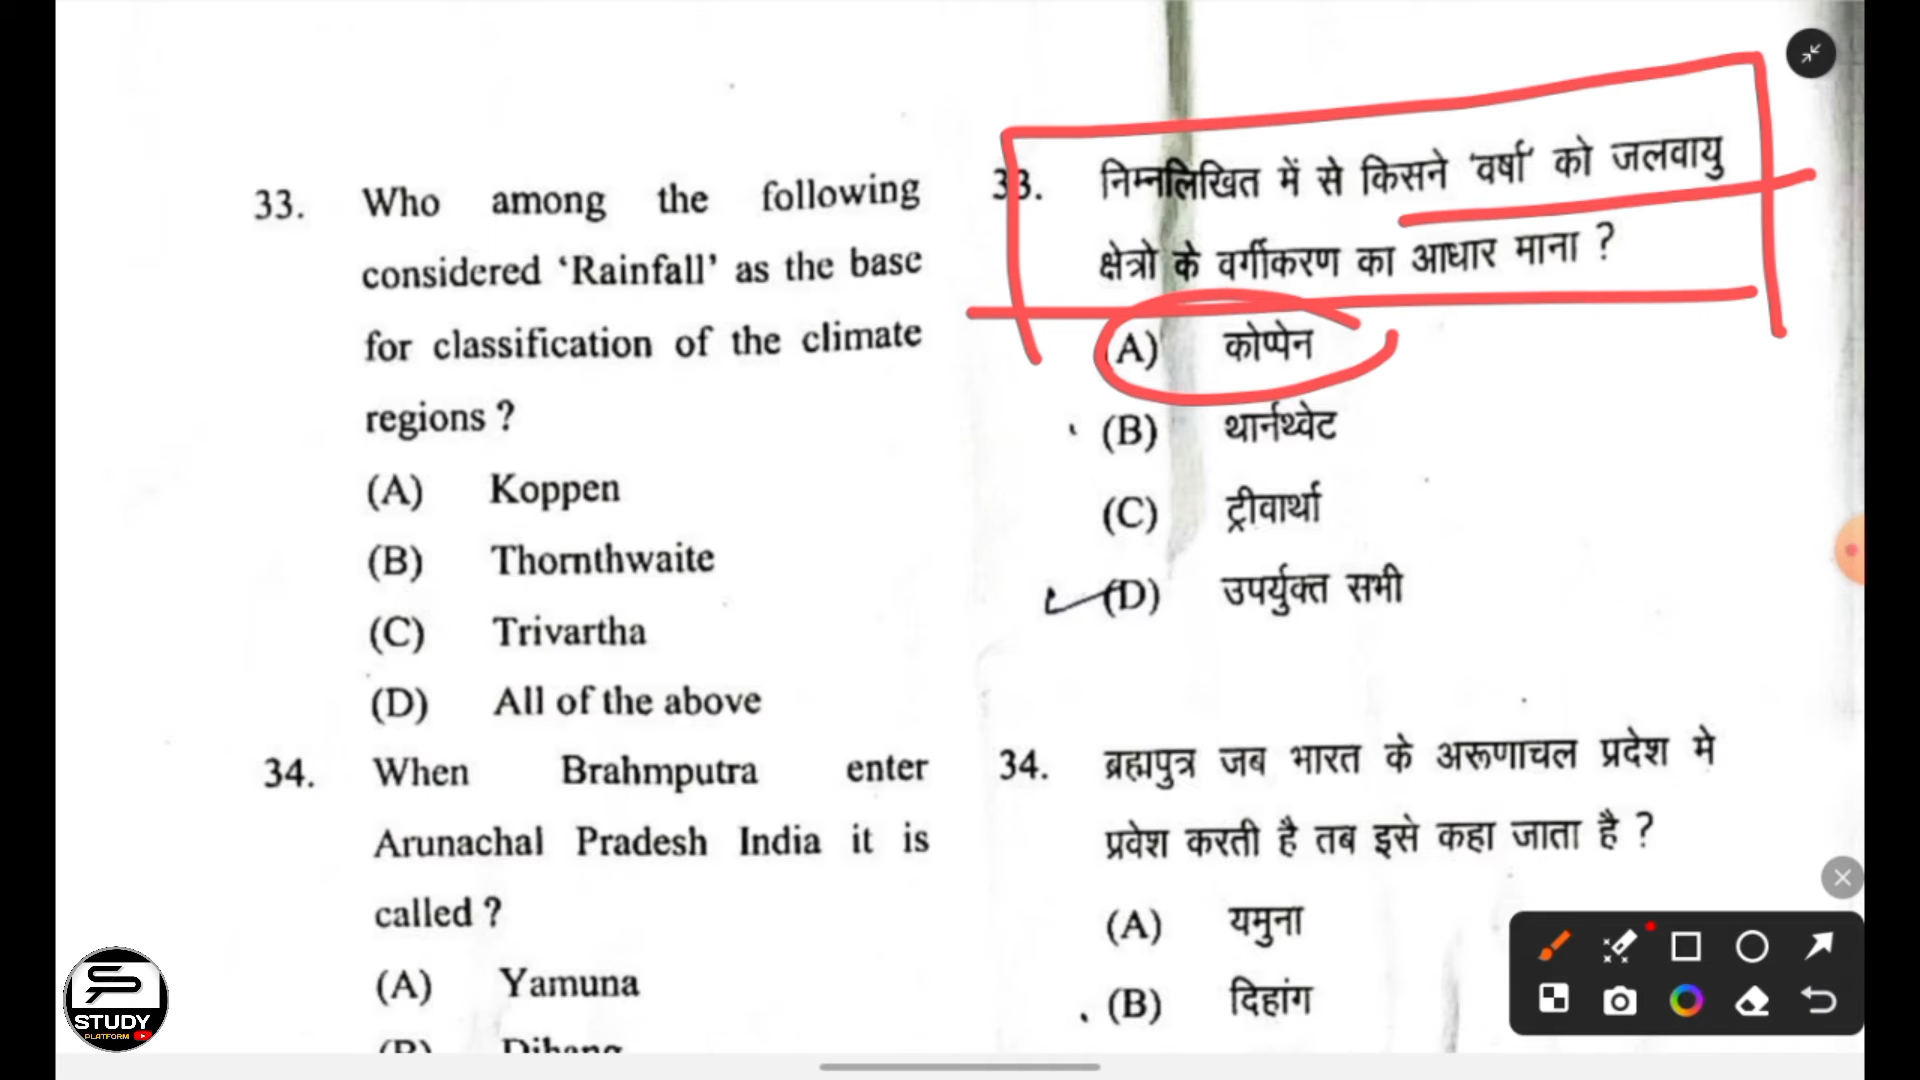 33. Who among the following
considered ‘Rainfall’ as the base
for classification of the climate
regions ?
(A) Koppen
(B) Thornthwaite
(C) Trivartha
(D) All of the above
34. When Brahmputra enter
Arunachal Pradesh India it is
called ?
(A) Yamuna
(B) Dihang
33. निम्नलिखित में से किसने ‘वर्षा’ को जलवायु
क्षेत्रो के वर्गीकरण का आधार माना ?
(A) कोप्पेन
(B) थार्नथ्वेट
(C) ट्रीवार्था
(D) उपर्युक्त सभी
34. ब्रह्मपुत्र जब भारत के अरूणाचल प्रदेश मे
प्रवेश करती है तब इसे कहा जाता है ?
(A) यमुना
(B) दिहांग
STUDY
PLATFORM